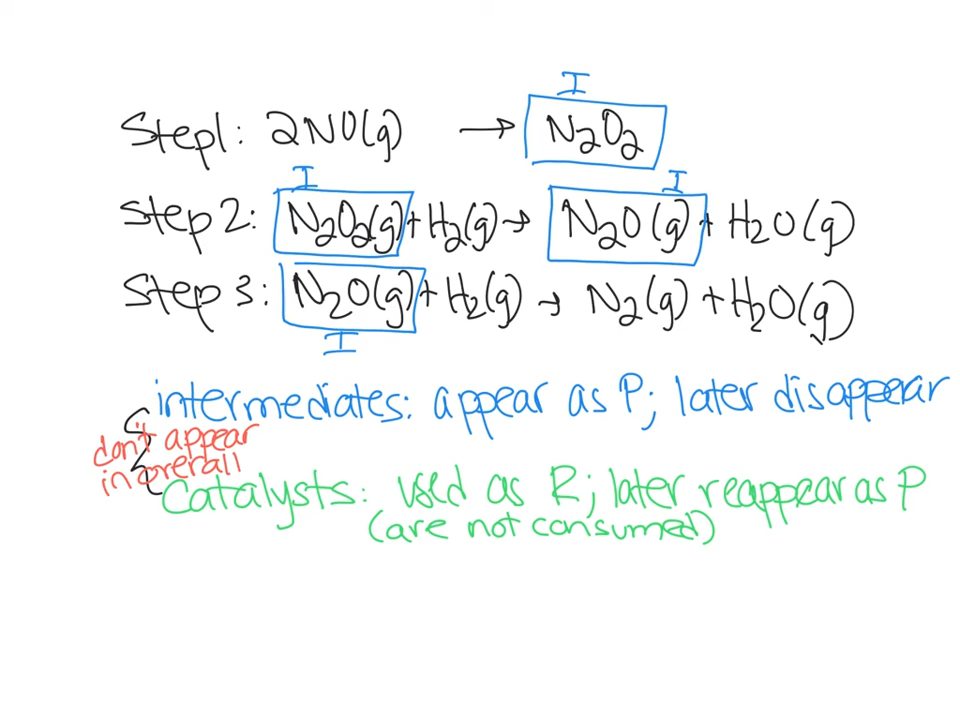 I
Step1: 2NO(g) → N₂O₂
I I
Step 2: N₂O₂(g) + H₂(g) → N₂O(g) + H₂O(g)
Step 3: N₂O(g) + H₂(g) → N₂(g) + H₂O(g)
I
intermediates: appear as P; later disappear
don't appear
in overall
Catalysts: used as R; later reappear as P
(are not consumed)